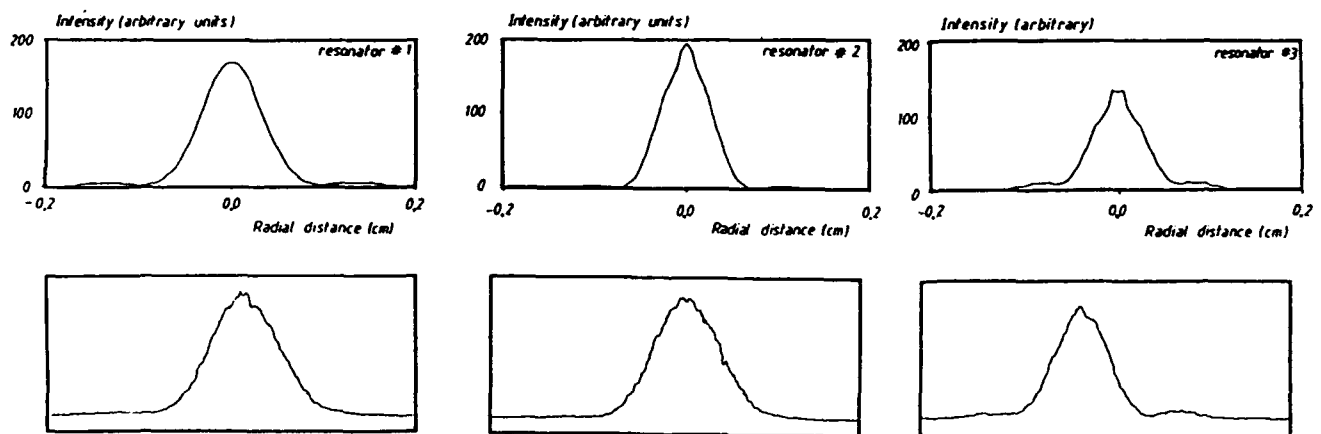 Intensity (arbitrary units)
200
resonator # 1
100
0
-0,2
0,0
0,2
Radial distance (cm)
Intensity (arbitrary units)
200
resonator # 2
100
0
-0,2
0,0
0,2
Radial distance (cm)
Intensity (arbitrary)
200
resonator #3
100
0
-0,2
0,0
0,2
Radial distance (cm)